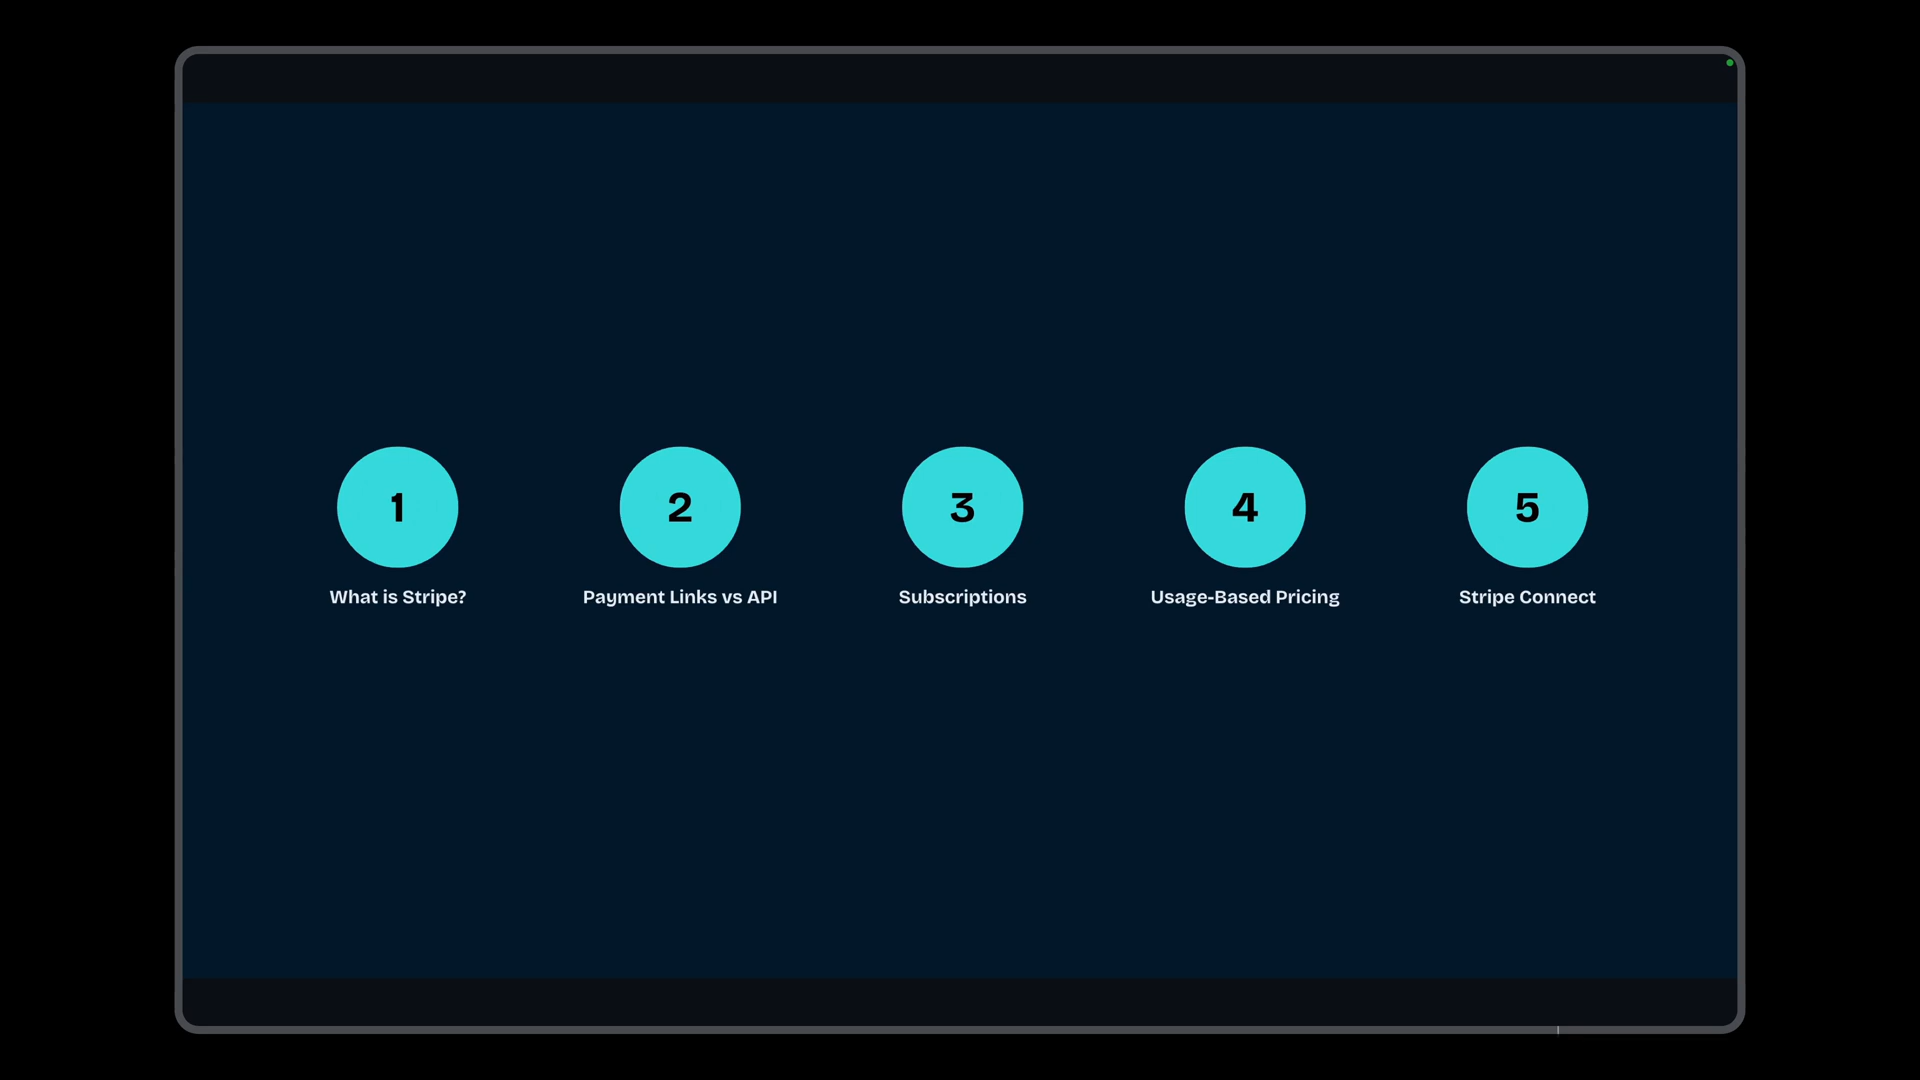 1
What is Stripe?
2
Payment Links vs API
3
Subscriptions
4
Usage-Based Pricing
5
Stripe Connect